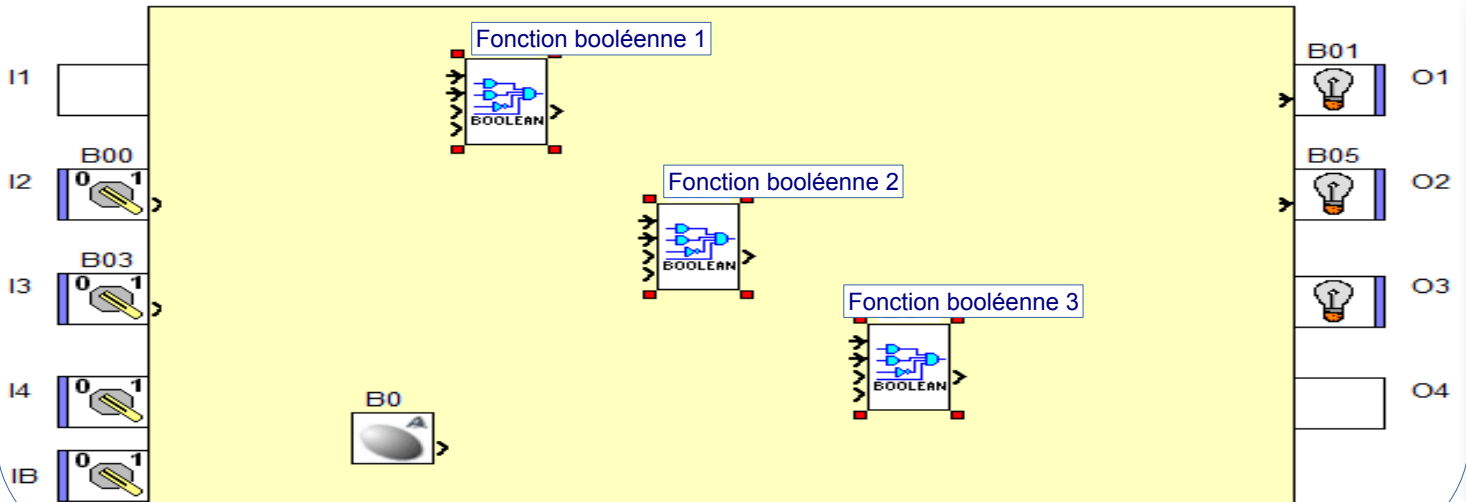 Fonction booléenne 1
B01
I1
O1
BOOLEAN
B00
B05
I2
0 1
O2
Fonction booléenne 2
B03
BOOLEAN
I3
0 1
O3
Fonction booléenne 3
I4
0 1
BOOLEAN
O4
B0
A
IB
0 1